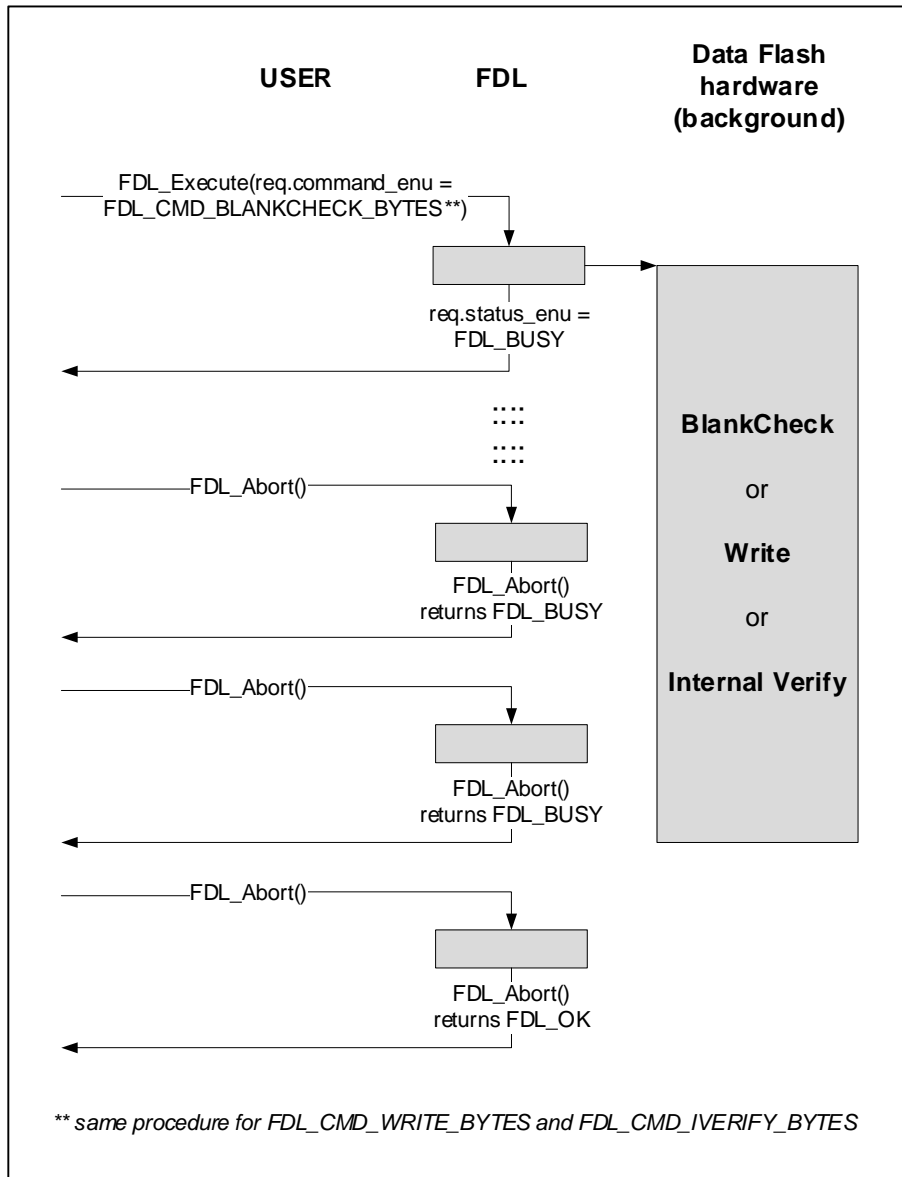 USER
FDL
Data Flash
hardware
(background)
FDL_Execute(req.command_enu =
FDL_CMD_BLANKCHECK_BYTES**)
req.status_enu =
FDL_BUSY
FDL_Abort()
FDL_Abort()
returns FDL_BUSY
FDL_Abort()
FDL_Abort()
returns FDL_BUSY
FDL_Abort()
FDL_Abort()
returns FDL_OK
BlankCheck
or
Write
or
Internal Verify
** same procedure for FDL_CMD_WRITE_BYTES and FDL_CMD_IVERIFY_BYTES